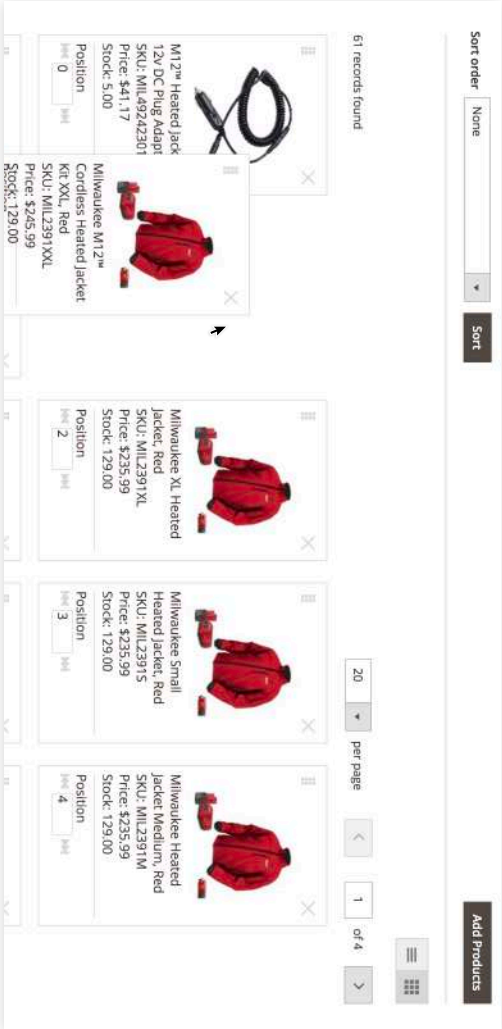 Sort order
None
Sort
Add Products
61 records found
20
per page
1
of 4
M12™ Heated Jack
12v DC Plug Adapt
SKU: MIL49242301
Price: $41.17
Stock: 5.00
Position
0
Milwaukee M12™
Cordless Heated Jacket
Kit XXL, Red
SKU: MIL2391XXL
Price: $245.99
Stock: 129.00
Milwaukee XL Heated
Jacket, Red
SKU: MIL2391XL
Price: $235.99
Stock: 129.00
Position
2
Milwaukee Small
Heated Jacket, Red
SKU: MIL2391S
Price: $235.99
Stock: 129.00
Position
3
Milwaukee Heated
Jacket Medium, Red
SKU: MIL2391M
Price: $235.99
Stock: 129.00
Position
4